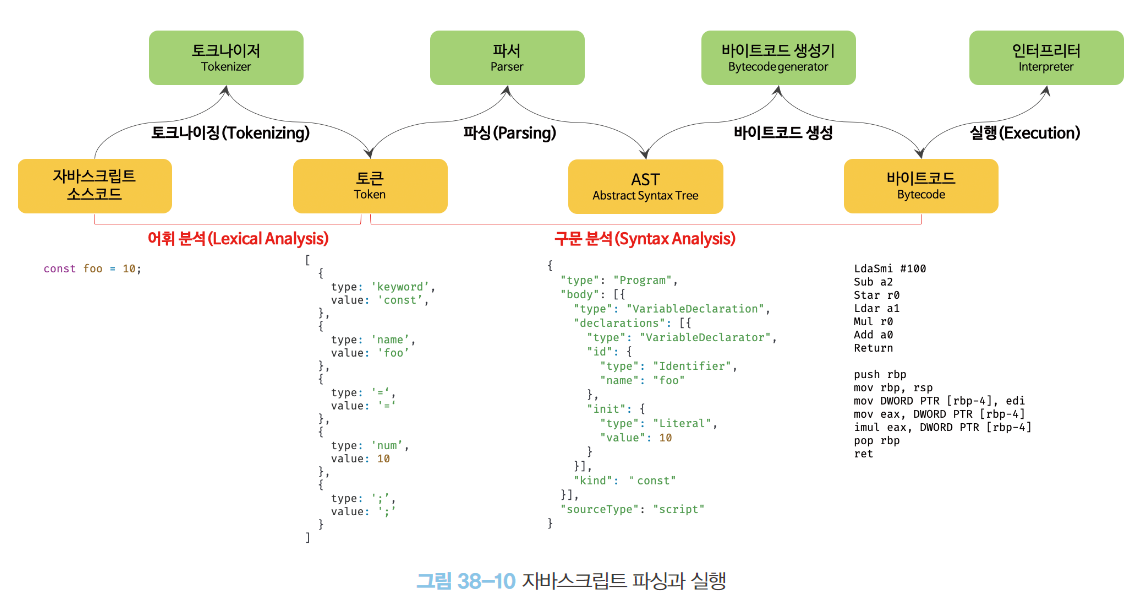 토크나이저
Tokenizer
파서
Parser
바이트코드 생성기
Bytecode generator
인터프리터
Interpreter
토크나이징(Tokenizing)
파싱(Parsing)
바이트코드 생성
실행(Execution)
자바스크립트
소스코드
토큰
Token
AST
Abstract Syntax Tree
바이트코드
Bytecode
어휘 분석(Lexical Analysis)
구문 분석(Syntax Analysis)
const foo = 10;
[
  {
    type: 'keyword’,
    value: 'const’,
  },
  {
    type: 'name’,
    value: 'foo'
  },
  {
    type: '=‘,
    value: '=‘
  },
  {
    type: 'num’,
    value: 10
  },
  {
    type: ';’,
    value: ';’
  }
]
{
  "type": "Program",
  "body": [{
    "type": "VariableDeclaration",
    "declarations": [{
      "type": "VariableDeclarator",
      "id": {
        "type": "Identifier",
        "name": "foo"
      },
      "init": {
        "type": "Literal",
        "value": 10
      }
    }],
    "kind": "const"
  }],
  "sourceType": "script"
}
LdaSmi #100
Sub a2
Star r0
Ldar a1
Mul r0
Add a0
Return
push rbp
mov rbp, rsp
mov DWORD PTR [rbp-4], edi
mov eax, DWORD PTR [rbp-4]
imul eax, DWORD PTR [rbp-4]
pop rbp
ret
그림 38-10 자바스크립트 파싱과 실행